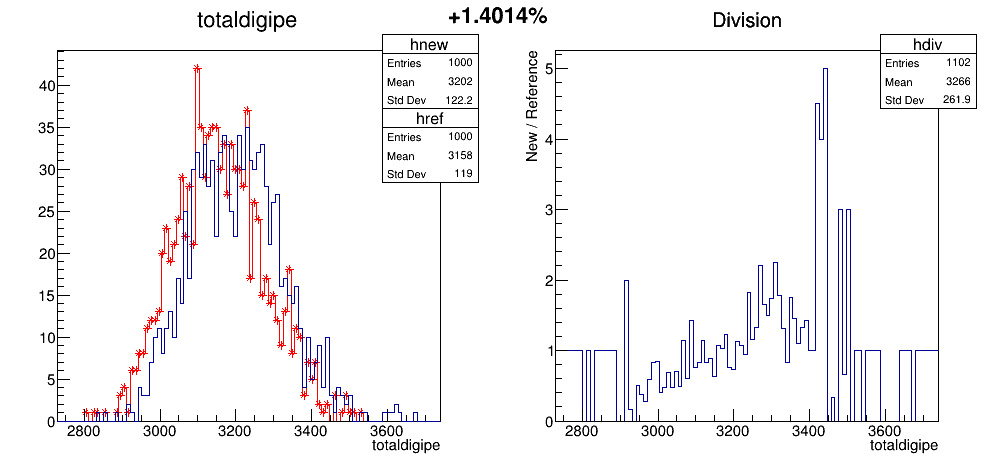 totaldigipe
+1.4014%
Division
hnew
Entries 1000
Mean 3202
Std Dev 122.2
href
Entries 1000
Mean 3158
Std Dev 119
40
35
30
25
20
15
10
5
0
2800 3000 3200 3400 3600
totaldigipe
hdiv
Entries 1102
Mean 3266
Std Dev 261.9
New / Reference
5
4
3
2
1
0
2800 3000 3200 3400 3600
totaldigipe